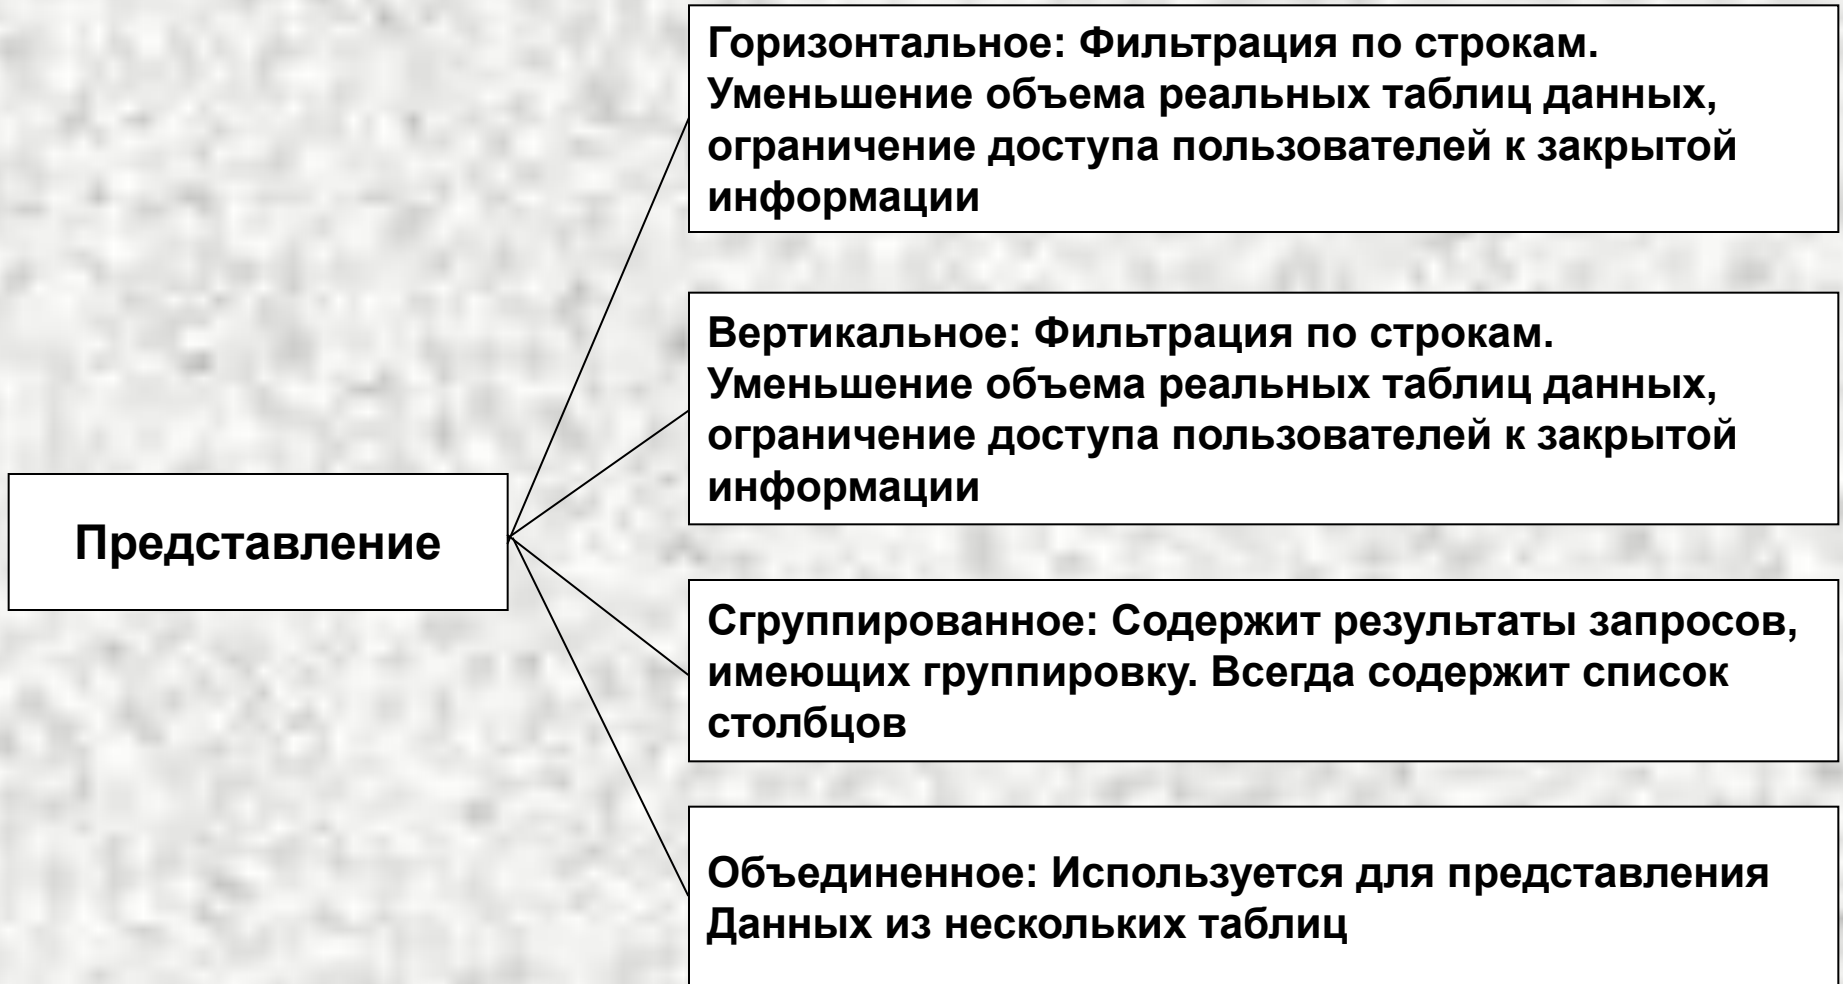 Горизонтальное: Фильтрация по строкам.
Уменьшение объема реальных таблиц данных,
ограничение доступа пользователей к закрытой
информации
Вертикальное: Фильтрация по строкам.
Уменьшение объема реальных таблиц данных,
ограничение доступа пользователей к закрытой
информации
Представление
Сгруппированное: Содержит результаты запросов,
имеющих группировку. Всегда содержит список
столбцов
Объединенное: Используется для представления
Данных из нескольких таблиц